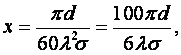 x = πd / 60λ²σ = 100πd / 6λσ,